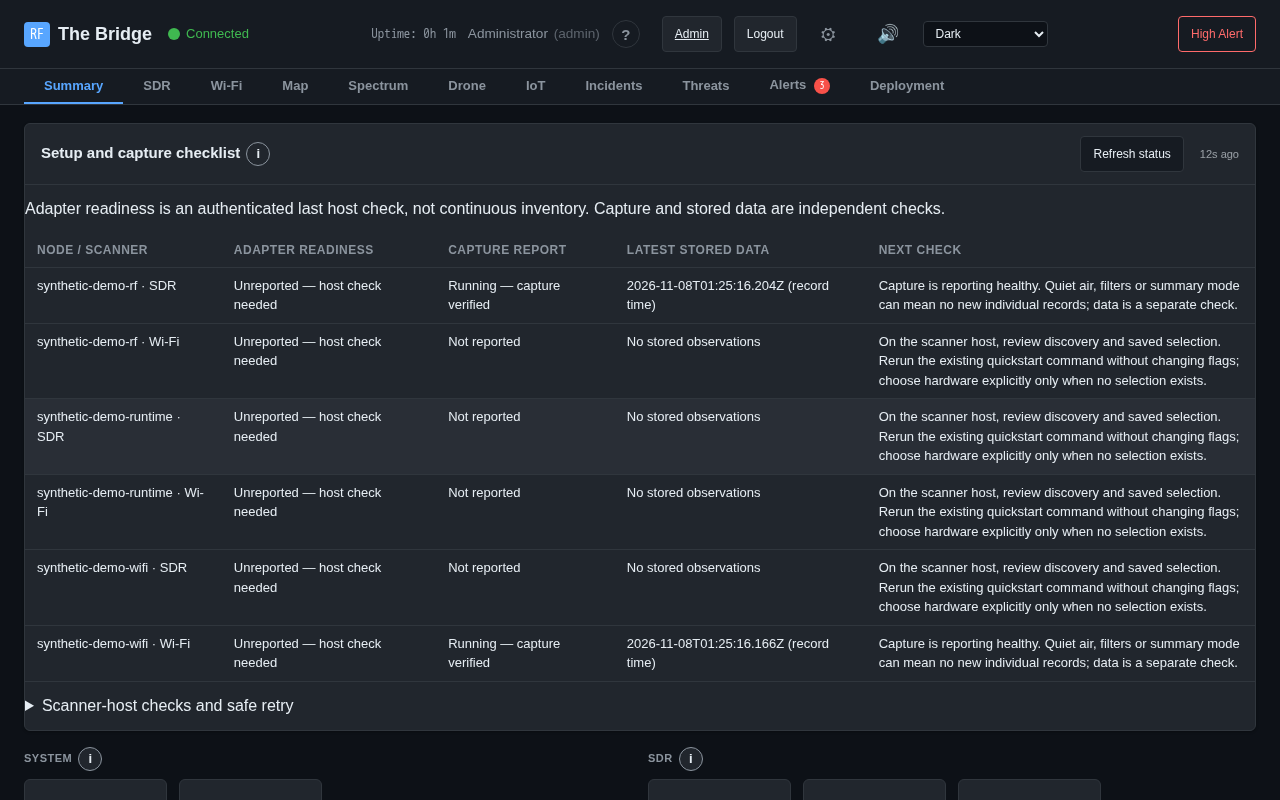 RF The Bridge Connected Uptime: 0h 1m Administrator (admin) ? Admin Logout Dark High Alert
Summary SDR Wi-Fi Map Spectrum Drone IoT Incidents Threats Alerts 3 Deployment
Setup and capture checklist i Refresh status 12s ago
Adapter readiness is an authenticated last host check, not continuous inventory. Capture and stored data are independent checks.
NODE / SCANNER ADAPTER READINESS CAPTURE REPORT LATEST STORED DATA NEXT CHECK
synthetic-demo-rf · SDR Unreported — host check Running — capture 2026-11-08T01:25:16.204Z (record Capture is reporting healthy. Quiet air, filters or summary mode
needed verified time) can mean no new individual records; data is a separate check.
synthetic-demo-rf · Wi-Fi Unreported — host check Not reported No stored observations On the scanner host, review discovery and saved selection.
needed Rerun the existing quickstart command without changing flags;
choose hardware explicitly only when no selection exists.
synthetic-demo-runtime · Unreported — host check Not reported No stored observations On the scanner host, review discovery and saved selection.
SDR needed Rerun the existing quickstart command without changing flags;
choose hardware explicitly only when no selection exists.
synthetic-demo-runtime · Wi- Unreported — host check Not reported No stored observations On the scanner host, review discovery and saved selection.
Fi needed Rerun the existing quickstart command without changing flags;
choose hardware explicitly only when no selection exists.
synthetic-demo-wifi · SDR Unreported — host check Not reported No stored observations On the scanner host, review discovery and saved selection.
needed Rerun the existing quickstart command without changing flags;
choose hardware explicitly only when no selection exists.
synthetic-demo-wifi · Wi-Fi Unreported — host check Running — capture 2026-11-08T01:25:16.166Z (record Capture is reporting healthy. Quiet air, filters or summary mode
needed verified time) can mean no new individual records; data is a separate check.
Scanner-host checks and safe retry
SYSTEM i SDR i